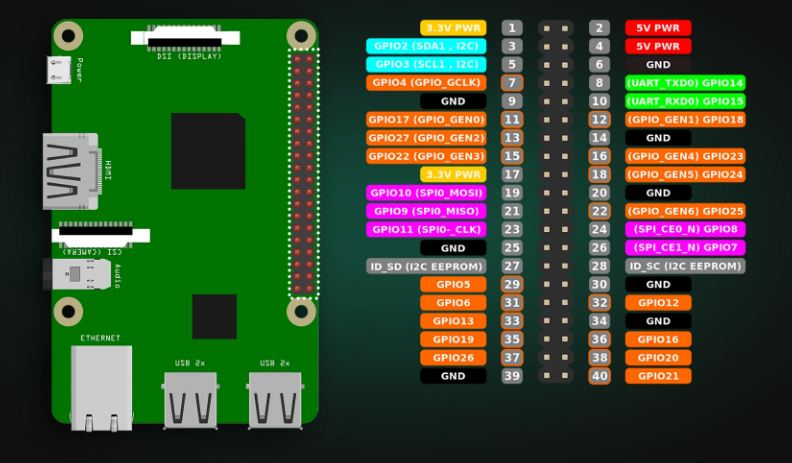 DSI (DISPLAY)
Power
HDMI
CSI (CAMERA)
Audio
ETHERNET
USB 2x
USB 2x
3.3V PWR 1 2 5V PWR
GPIO2 (SDA1 , I2C) 3 4 5V PWR
GPIO3 (SCL1 , I2C) 5 6 GND
GPIO4 (GPIO_GCLK) 7 8 (UART_TXD0) GPIO14
GND 9 10 (UART_RXD0) GPIO15
GPIO17 (GPIO_GEN0) 11 12 (GPIO_GEN1) GPIO18
GPIO27 (GPIO_GEN2) 13 14 GND
GPIO22 (GPIO_GEN3) 15 16 (GPIO_GEN4) GPIO23
3.3V PWR 17 18 (GPIO_GEN5) GPIO24
GPIO10 (SPI0_MOSI) 19 20 GND
GPIO9 (SPI0_MISO) 21 22 (GPIO_GEN6) GPIO25
GPIO11 (SPI0-_CLK) 23 24 (SPI_CE0_N) GPIO8
GND 25 26 (SPI_CE1_N) GPIO7
ID_SD (I2C EEPROM) 27 28 ID_SC (I2C EEPROM)
GPIO5 29 30 GND
GPIO6 31 32 GPIO12
GPIO13 33 34 GND
GPIO19 35 36 GPIO16
GPIO26 37 38 GPIO20
GND 39 40 GPIO21